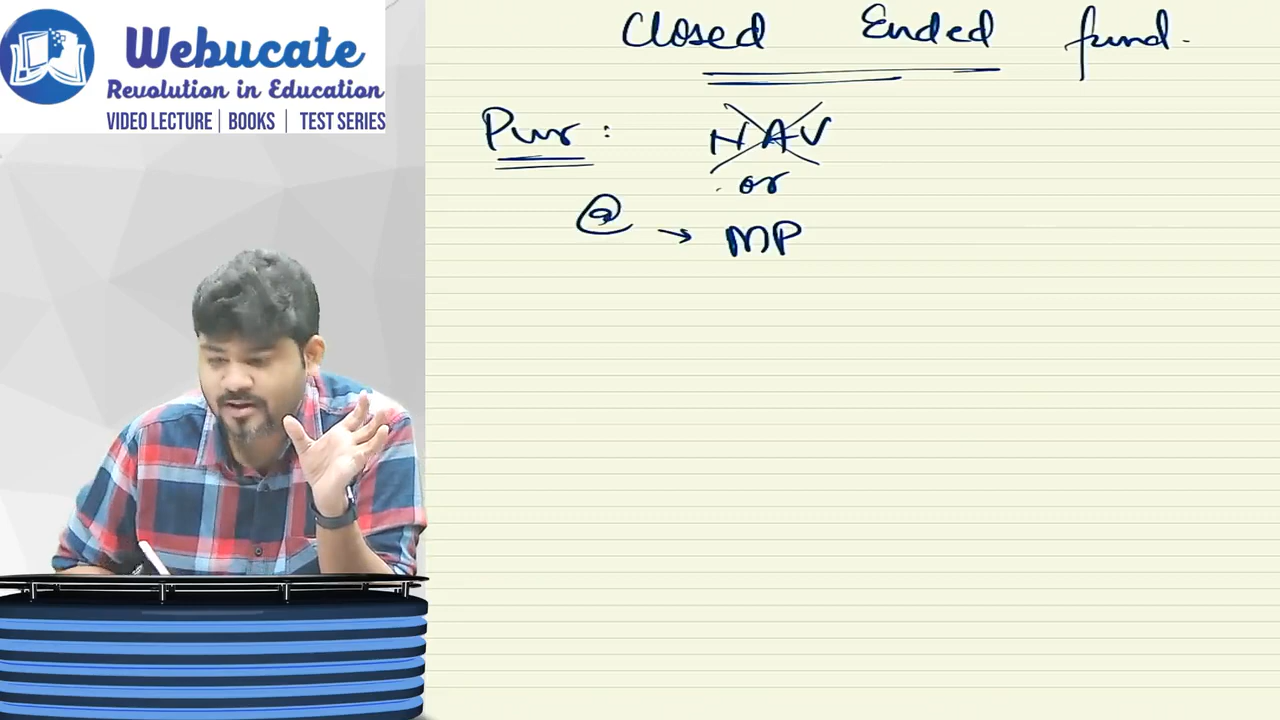 Webucate
Revolution in Education
VIDEO LECTURE | BOOKS | TEST SERIES
Closed Ended fund.
Pur : NAV
or
@ → MP